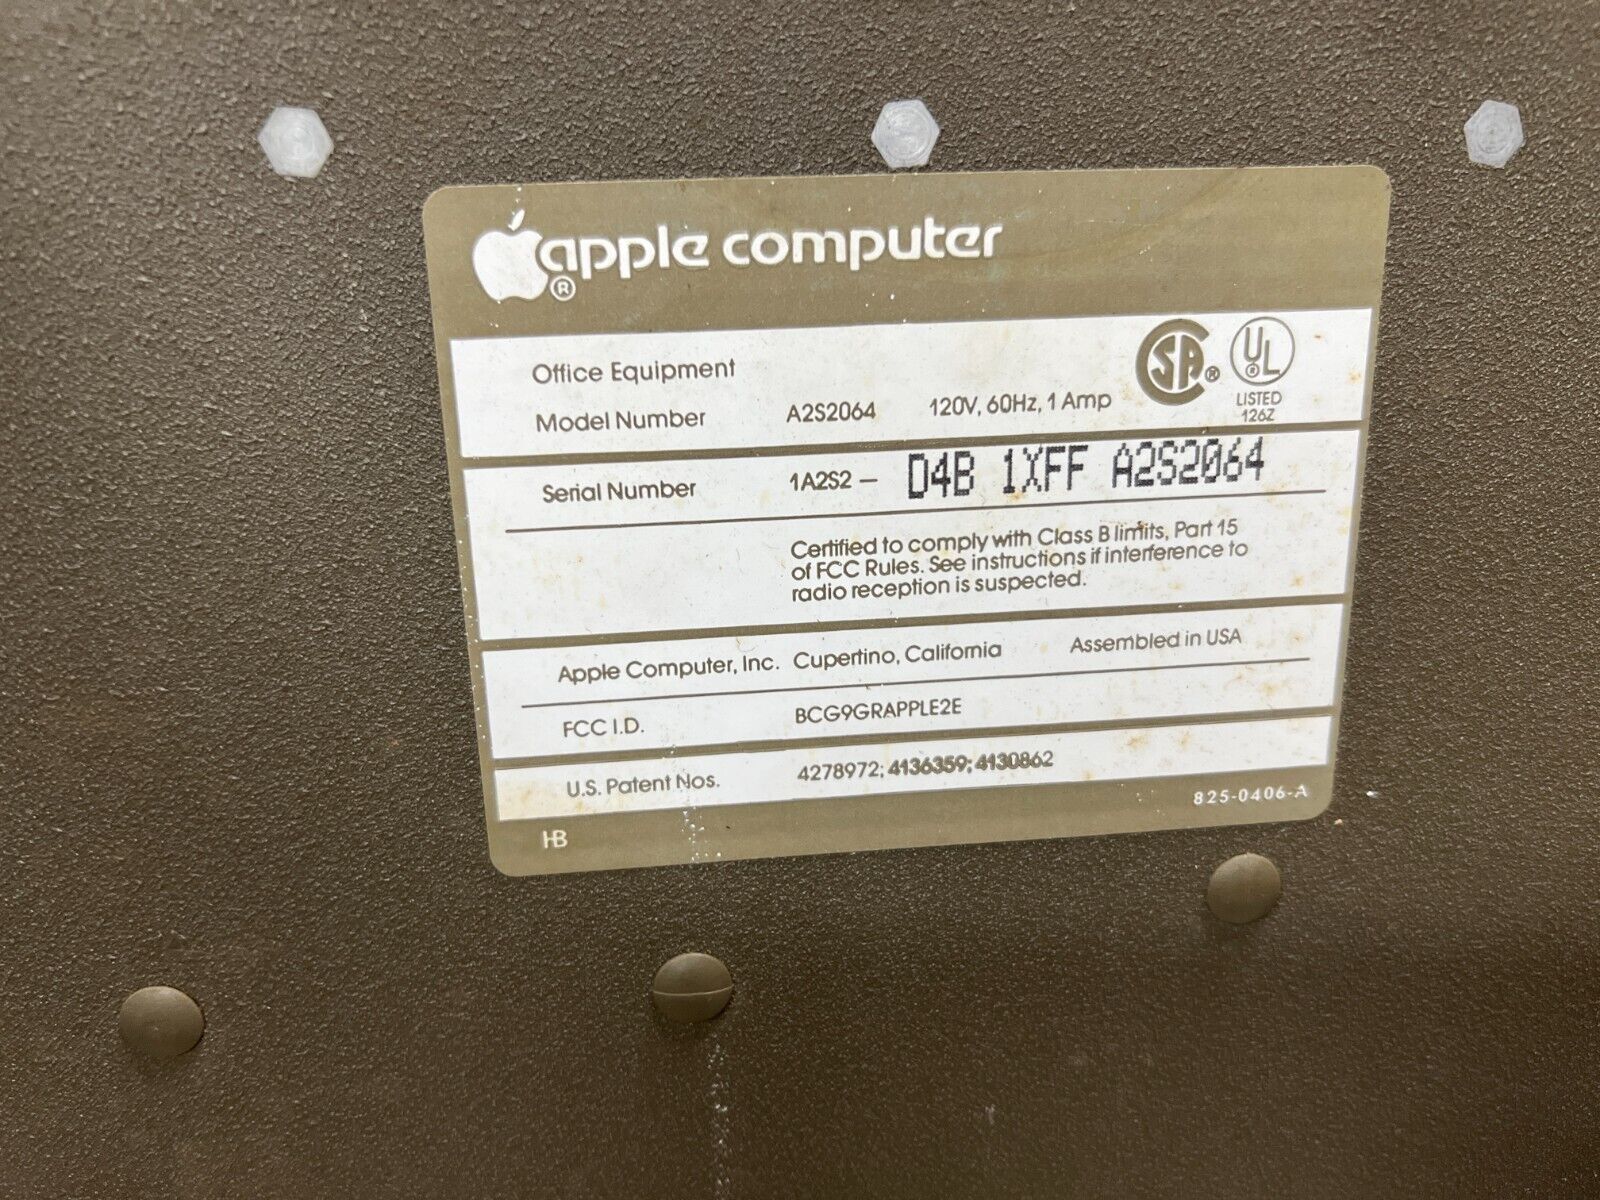 apple computer
®
Office Equipment
Model Number A2S2064 120V, 60Hz, 1 Amp
SA® UL®
LISTED
126Z
Serial Number 1A2S2 – D4B 1XFF A2S2064
Certified to comply with Class B limits, Part 15
of FCC Rules. See instructions if interference to
radio reception is suspected.
Apple Computer, Inc. Cupertino, California Assembled in USA
FCC I.D. BCG9GRAPPLE2E
U.S. Patent Nos. 4278972; 4136359; 4130862
825-0406-A
HB